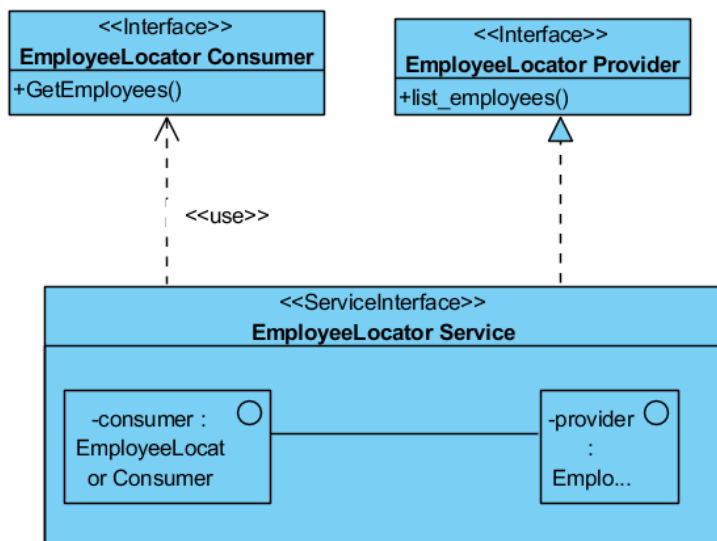 <<Interface>>
EmployeeLocator Consumer
+GetEmployees()
<<Interface>>
EmployeeLocator Provider
+list_employees()
<<use>>
<<ServiceInterface>>
EmployeeLocator Service
-consumer :
EmployeeLocat
or Consumer
-provider
:
Emplo...